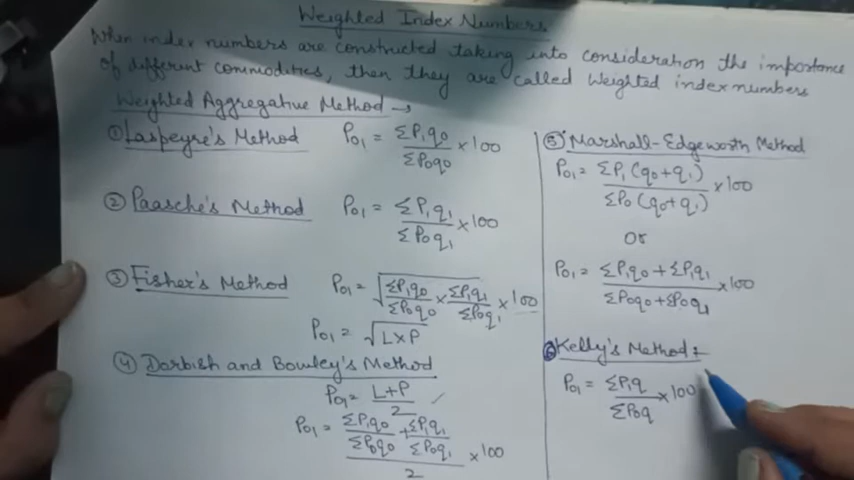 Weighted Index Numbers
When index numbers are constructed taking into consideration the importance
of different commodities, then they are called Weighted index numbers
Weighted Aggregative Method →
① Laspeyre's Method P₀₁ = ΣP₁q₀ / ΣP₀q₀ × 100
② Paasche's Method P₀₁ = ΣP₁q₁ / ΣP₀q₁ × 100
③ Fisher's Method P₀₁ = √(ΣP₁q₀ / ΣP₀q₀ × ΣP₁q₁ / ΣP₀q₁) × 100
P₀₁ = √(L×P)
④ Dorbish and Bowley's Method
P₀₁ = L+P / 2 ✓
P₀₁ = (ΣP₁q₀ / ΣP₀q₀ + ΣP₁q₁ / ΣP₀q₁) / 2 × 100
⑤ Marshall-Edgeworth Method
P₀₁ = ΣP₁(q₀+q₁) / ΣP₀(q₀+q₁) × 100
Or
P₀₁ = ΣP₁q₀ + ΣP₁q₁ / ΣP₀q₀ + ΣP₀q₁ × 100
⑥ Kelly's Method :
P₀₁ = ΣP₁q / ΣP₀q × 100